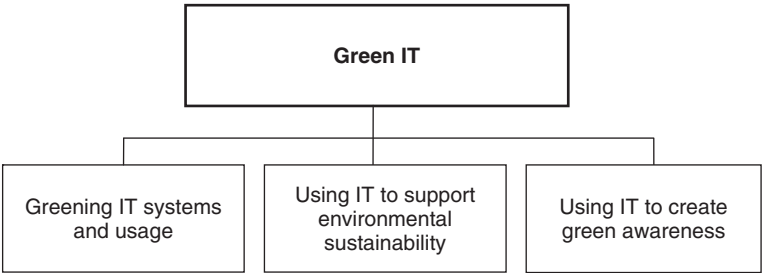 Green IT
Greening IT systems
and usage
Using IT to support
environmental
sustainability
Using IT to create
green awareness